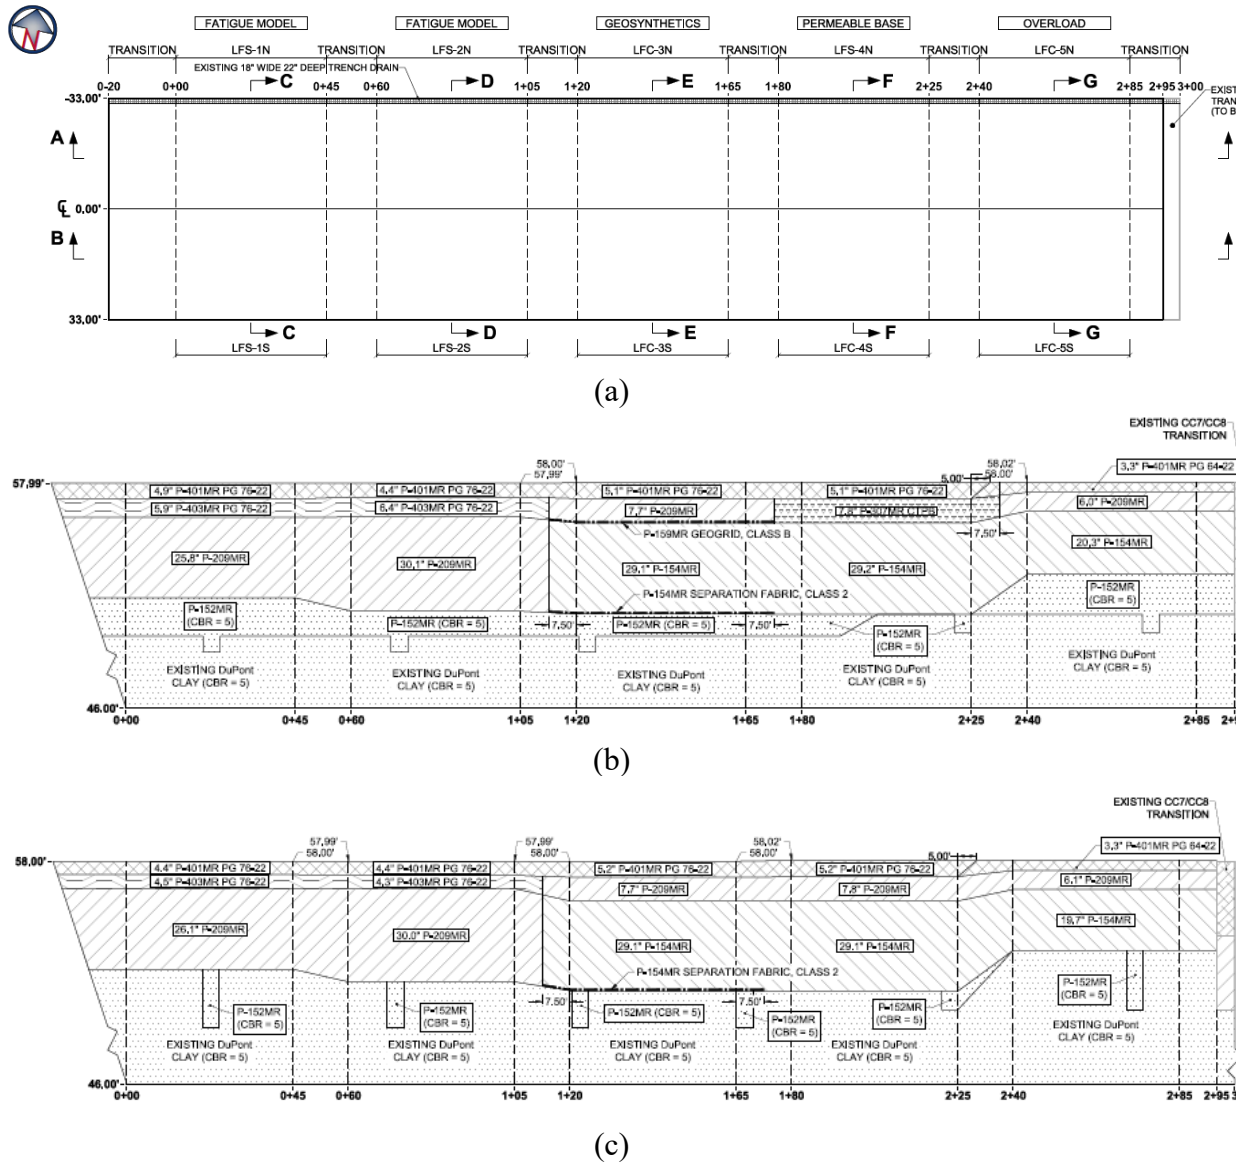 N
FATIGUE MODEL FATIGUE MODEL GEOSYNTHETICS PERMEABLE BASE OVERLOAD
TRANSITION LFS-1N TRANSITION LFS-2N TRANSITION LFC-3N TRANSITION LFS-4N TRANSITION LFC-5N TRANSITION
EXISTING 18" WIDE 22" DEEP TRENCH DRAIN
C D E F G
0-20 0+00 0+45 0+60 1+05 1+20 1+65 1+80 2+25 2+40 2+85 2+95 3+00
-33.00'
EXIST
TRAN
(TO B
A
℄ 0.00'
B
33.00'
C D E F G
LFS-1S LFS-2S LFC-3S LFC-4S LFC-5S
(a)
EXISTING CC7/CC8
TRANSITION
57.99'
58.00'
57.99'
5.00'
58.00'
58.02'
3.3" P-401MR PG 64-22
4.9" P-401MR PG 76-22 4.4" P-401MR PG 76-22 5.1" P-401MR PG 76-22 5.1" P-401MR PG 76-22
5.9" P-403MR PG 76-22 6.4" P-403MR PG 76-22 7.7" P-209MR 7.8" P-307MR CTPB 6.0" P-209MR
P-159MR GEOGRID, CLASS B
7.50'
25.8" P-209MR 30.1" P-209MR 29.1" P-154MR 29.2" P-154MR 20.3" P-154MR
P-154MR SEPARATION FABRIC, CLASS 2
P-152MR
(CBR = 5)
P-152MR (CBR = 5)
7.50'
P-152MR (CBR = 5)
7.50'
P-152MR
(CBR = 5)
P-152MR
(CBR = 5)
EXISTING DuPont
CLAY (CBR = 5)
EXISTING DuPont
CLAY (CBR = 5)
EXISTING DuPont
CLAY (CBR = 5)
EXISTING DuPont
CLAY (CBR = 5)
EXISTING DuPont
CLAY (CBR = 5)
46.00'
0+00 0+45 0+60 1+05 1+20 1+65 1+80 2+25 2+40 2+85 2+9
(b)
EXISTING CC7/CC8
TRANSITION
58.00'
57.99'
58.00'
57.99'
58.00'
58.02'
58.00'
5.00'
3.3" P-401MR PG 64-22
4.4" P-401MR PG 76-22 4.4" P-401MR PG 76-22 5.2" P-401MR PG 76-22 5.2" P-401MR PG 76-22
4.5" P-403MR PG 76-22 4.3" P-403MR PG 76-22 7.7" P-209MR 7.8" P-209MR 6.1" P-209MR
26.1" P-209MR 30.0" P-209MR 29.1" P-154MR 29.1" P-154MR 19.7" P-154MR
P-154MR SEPARATION FABRIC, CLASS 2
7.50'
7.50'
P-152MR
(CBR = 5)
P-152MR
(CBR = 5)
P-152MR
(CBR = 5)
P-152MR
(CBR = 5)
P-152MR
(CBR = 5)
P-152MR
(CBR = 5)
EXISTING DuPont
CLAY (CBR = 5)
EXISTING DuPont
CLAY (CBR = 5)
EXISTING DuPont
CLAY (CBR = 5)
EXISTING DuPont
CLAY (CBR = 5)
EXISTING DuPont
CLAY (CBR = 5)
46.00'
0+00 0+45 0+60 1+05 1+20 1+65 1+80 2+25 2+40 2+85 2+95 3
(c)